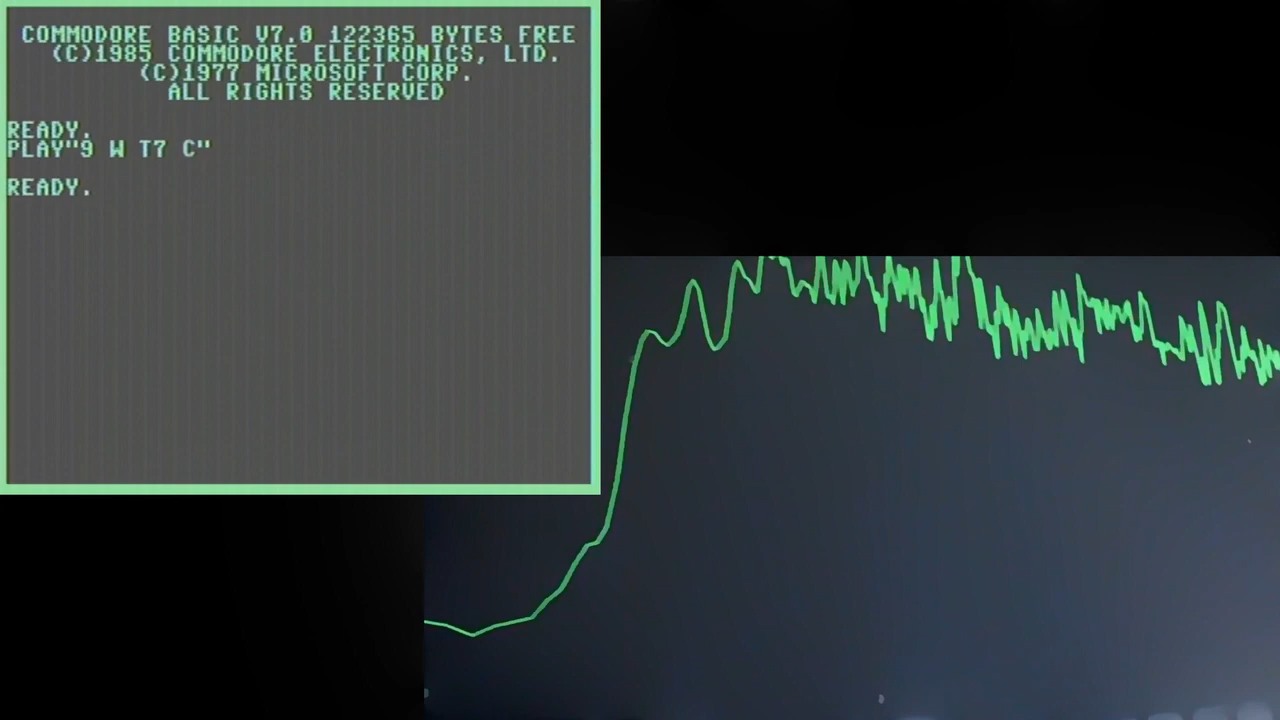 COMMODORE BASIC V7.0 122365 BYTES FREE
(C)1985 COMMODORE ELECTRONICS, LTD.
(C)1977 MICROSOFT CORP.
ALL RIGHTS RESERVED
READY.
PLAY"9 W T7 C"
READY.